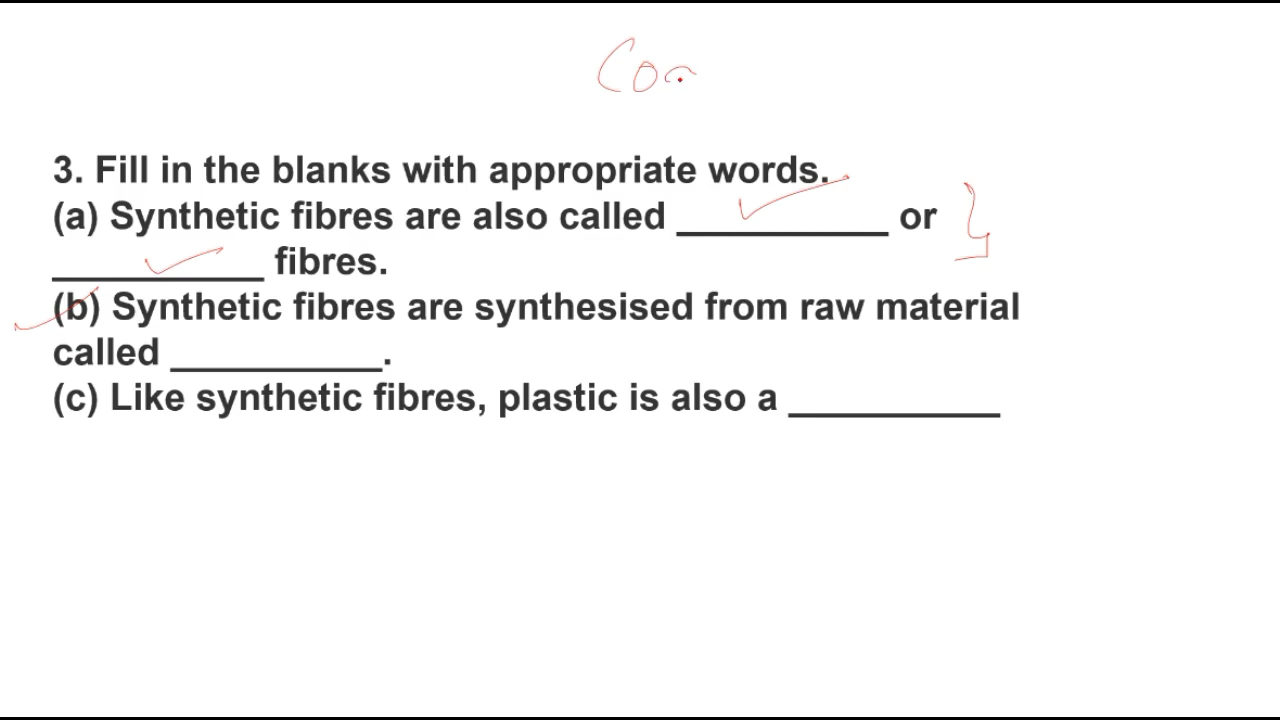 3. Fill in the blanks with appropriate words.
(a) Synthetic fibres are also called __________ or
__________ fibres.
(b) Synthetic fibres are synthesised from raw material
called __________.
(c) Like synthetic fibres, plastic is also a __________